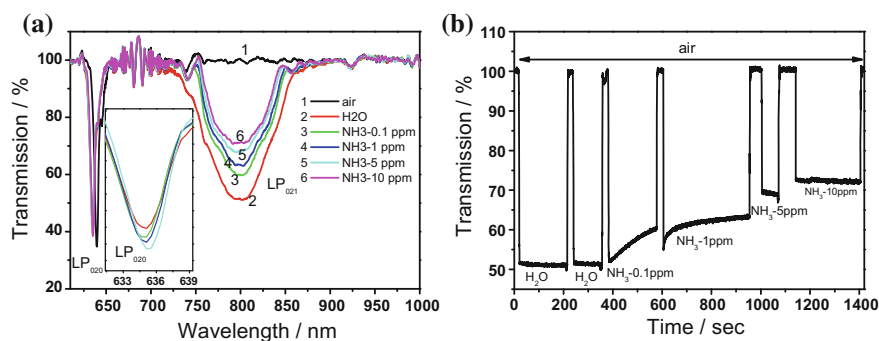 (a)
Transmission / %
100
80
60
40
20
1
1 air
2 H2O
3 NH3-0.1 ppm
4 NH3-1 ppm
5 NH3-5 ppm
6 NH3-10 ppm
6
5
4
3
2
LP021
LP020
LP020
633 636 639
650 700 750 800 850 900 950 1000
Wavelength / nm
(b)
air
Transmission / %
110
100
90
80
70
60
50
H2O
H2O
NH3-0.1ppm
NH3-1ppm
NH3-5ppm
NH3-10ppm
0 200 400 600 800 1000 1200 1400
Time / sec